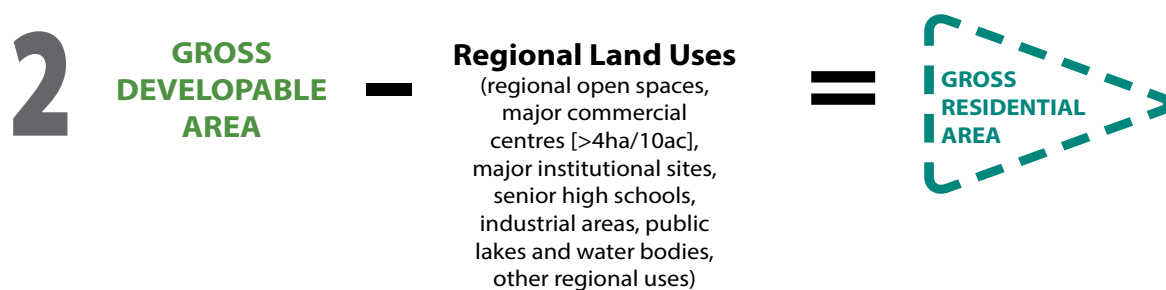 2
GROSS
DEVELOPABLE
AREA
-
Regional Land Uses
(regional open spaces,
major commercial
centres [>4ha/10ac],
major institutional sites,
senior high schools,
industrial areas, public
lakes and water bodies,
other regional uses)
=
GROSS
RESIDENTIAL
AREA